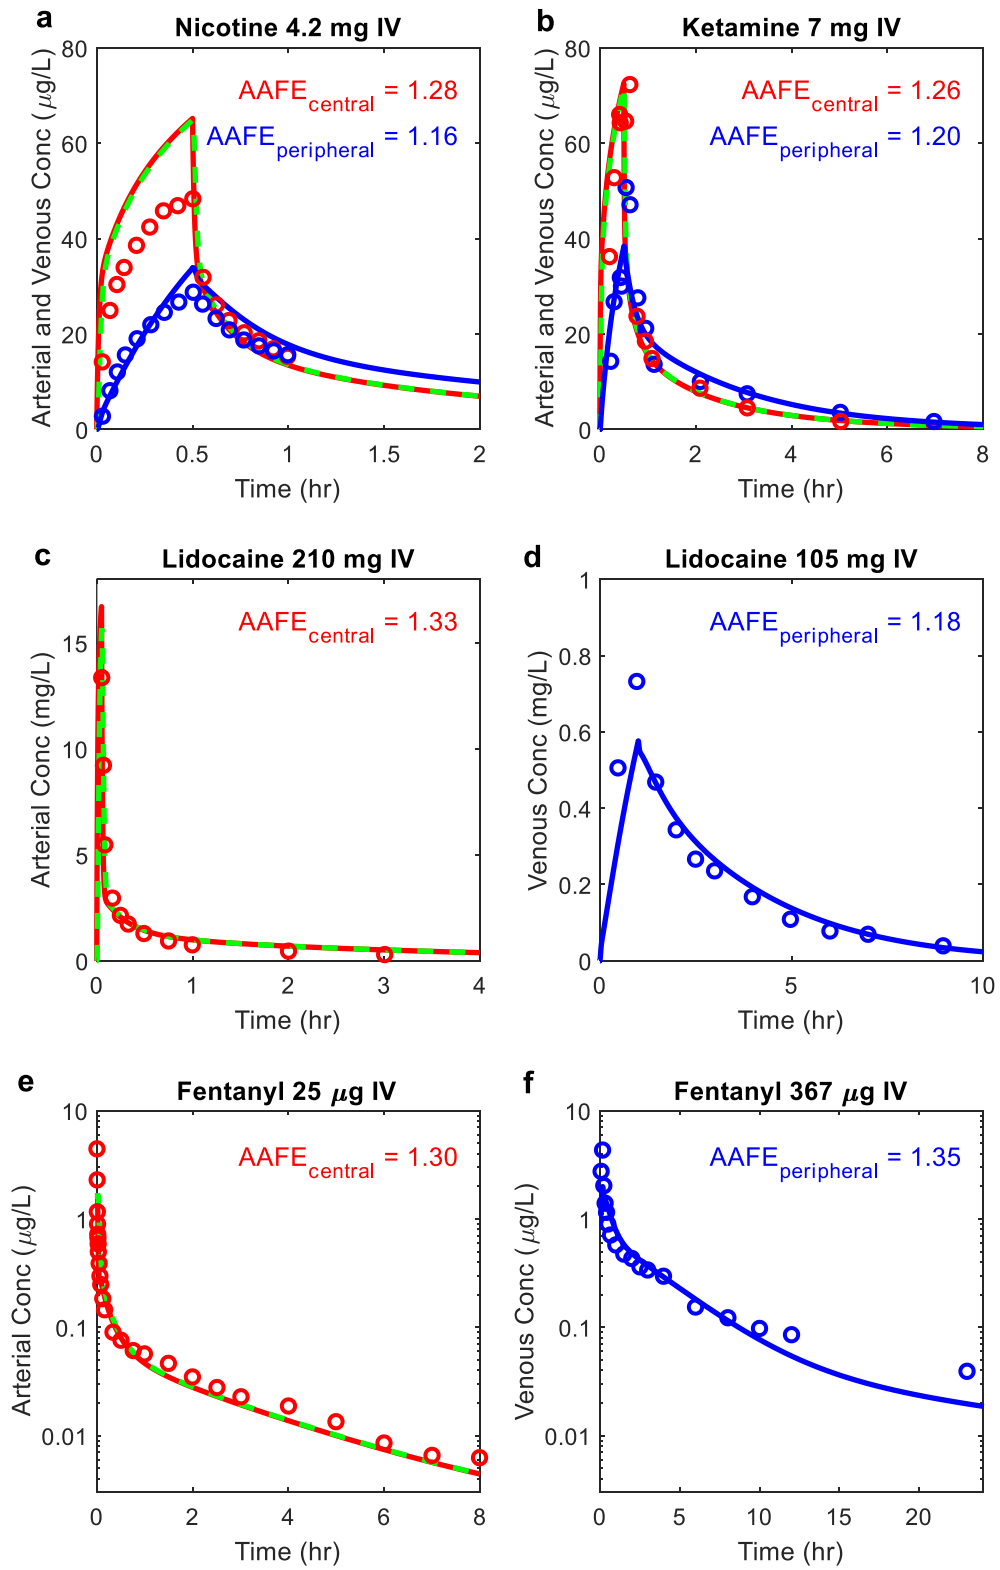 a
Nicotine 4.2 mg IV
80
60
40
20
0
0
0.5
1
1.5
2
Arterial and Venous Conc (μg/L)
Time (hr)
AAFEcentral = 1.28
AAFEperipheral = 1.16
b
Ketamine 7 mg IV
80
60
40
20
0
0
2
4
6
8
Arterial and Venous Conc (μg/L)
Time (hr)
AAFEcentral = 1.26
AAFEperipheral = 1.20
c
Lidocaine 210 mg IV
15
10
5
0
0
1
2
3
4
Arterial Conc (mg/L)
Time (hr)
AAFEcentral = 1.33
d
Lidocaine 105 mg IV
1
0.8
0.6
0.4
0.2
0
0
5
10
Venous Conc (mg/L)
Time (hr)
AAFEperipheral = 1.18
e
Fentanyl 25 μg IV
10
1
0.1
0.01
0
2
4
6
8
Arterial Conc (μg/L)
Time (hr)
AAFEcentral = 1.30
f
Fentanyl 367 μg IV
10
1
0.1
0.01
0
5
10
15
20
Venous Conc (μg/L)
Time (hr)
AAFEperipheral = 1.35